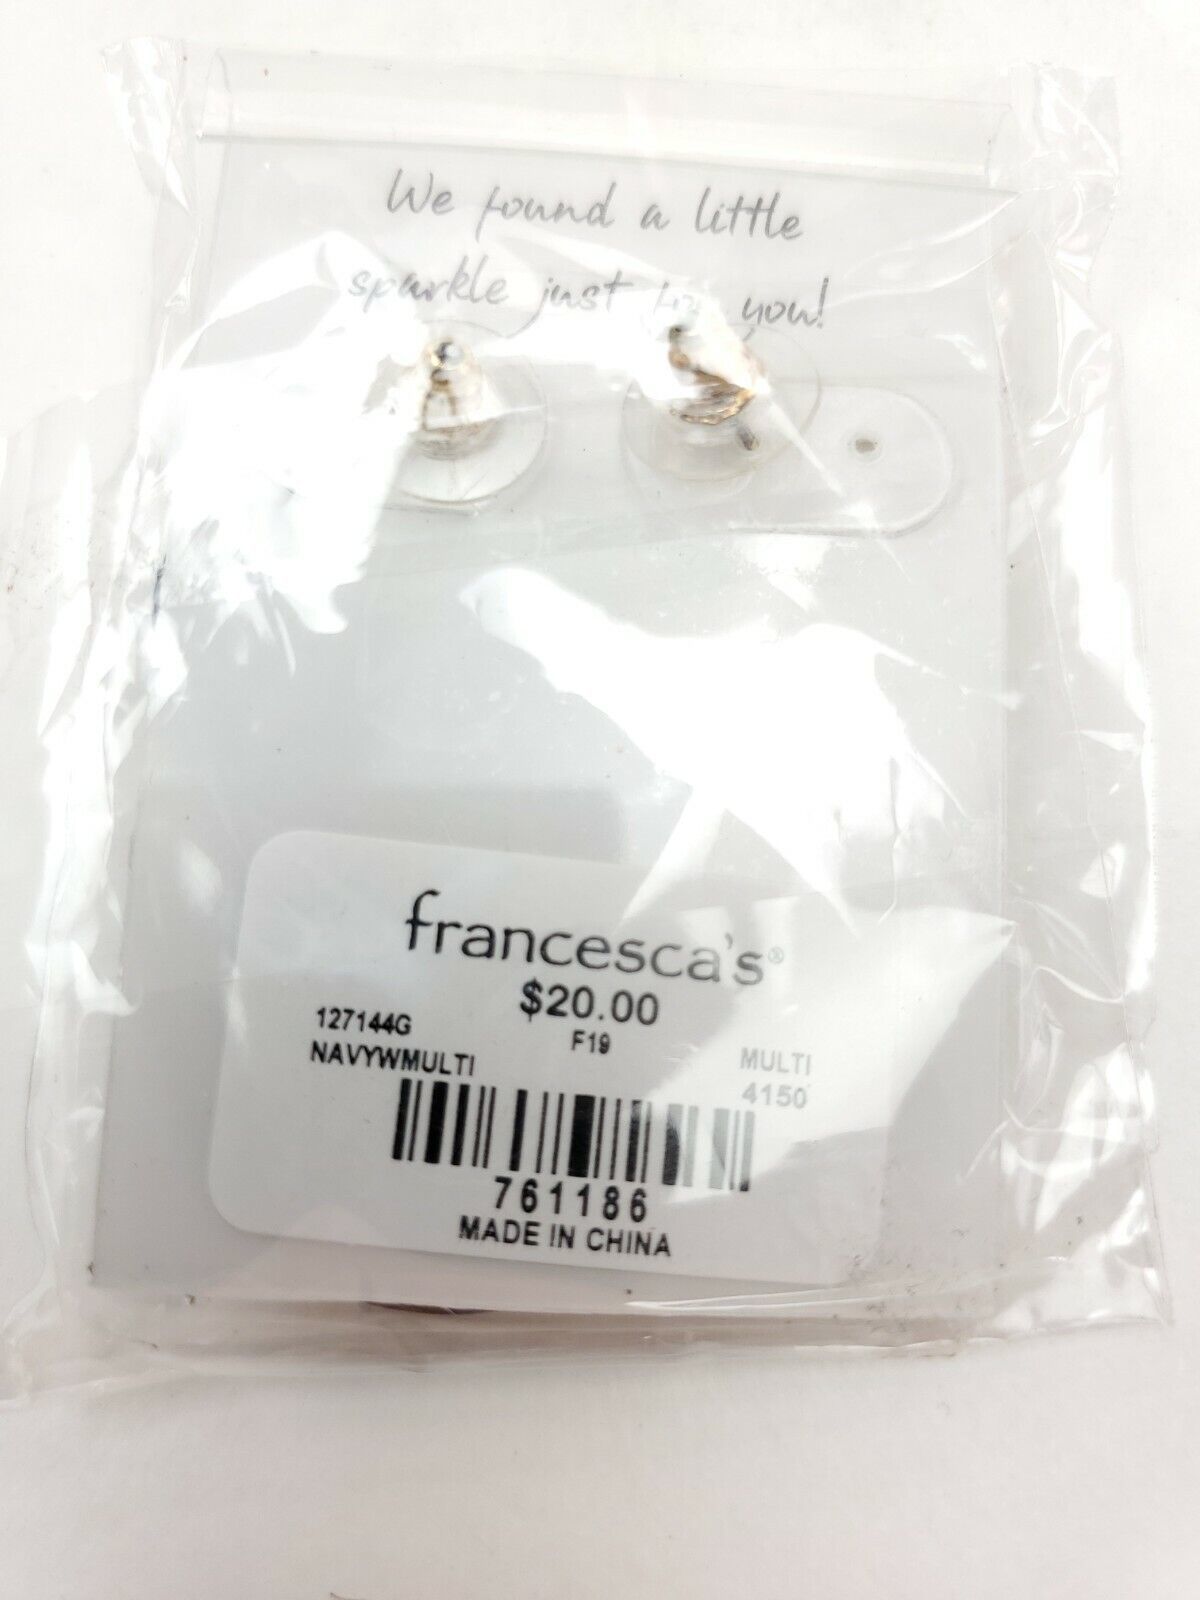 We found a little
sparkle just for you!
francesca's®
$20.00
127144G F19 MULTI
NAVYWMULTI 4150
761186
MADE IN CHINA